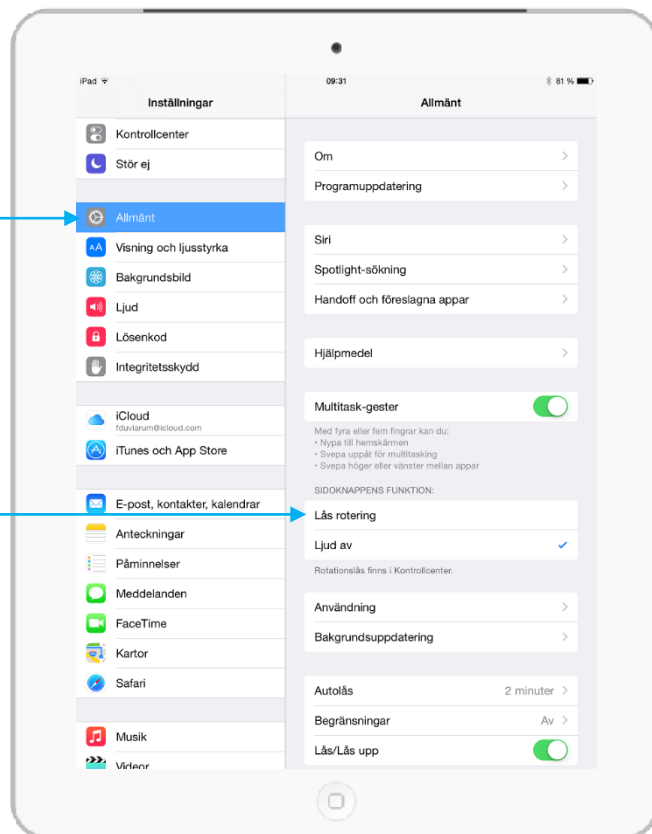 iPad
09:31
81 %
Inställningar
Allmänt
Kontrollcenter
Stör ej
Allmänt
Visning och ljusstyrka
Bakgrundsbild
Ljud
Lösenkod
Integritetsskydd
iCloud
fduvlarum@icloud.com
iTunes och App Store
E-post, kontakter, kalendrar
Anteckningar
Påminnelser
Meddelanden
FaceTime
Kartor
Safari
Musik
Videor
Om
Programuppdatering
Siri
Spotlight-sökning
Handoff och föreslagna appar
Hjälpmedel
Multitask-gester
Med fyra eller fem fingrar kan du:
• Nypa till hemskärmen
• Svepa uppåt för multitasking
• Svepa höger eller vänster mellan appar
SIDOKNAPPENS FUNKTION:
Lås rotering
Ljud av
Rotationslås finns i Kontrollcenter.
Användning
Bakgrundsuppdatering
Autolås 2 minuter
Begränsningar Av
Lås/Lås upp